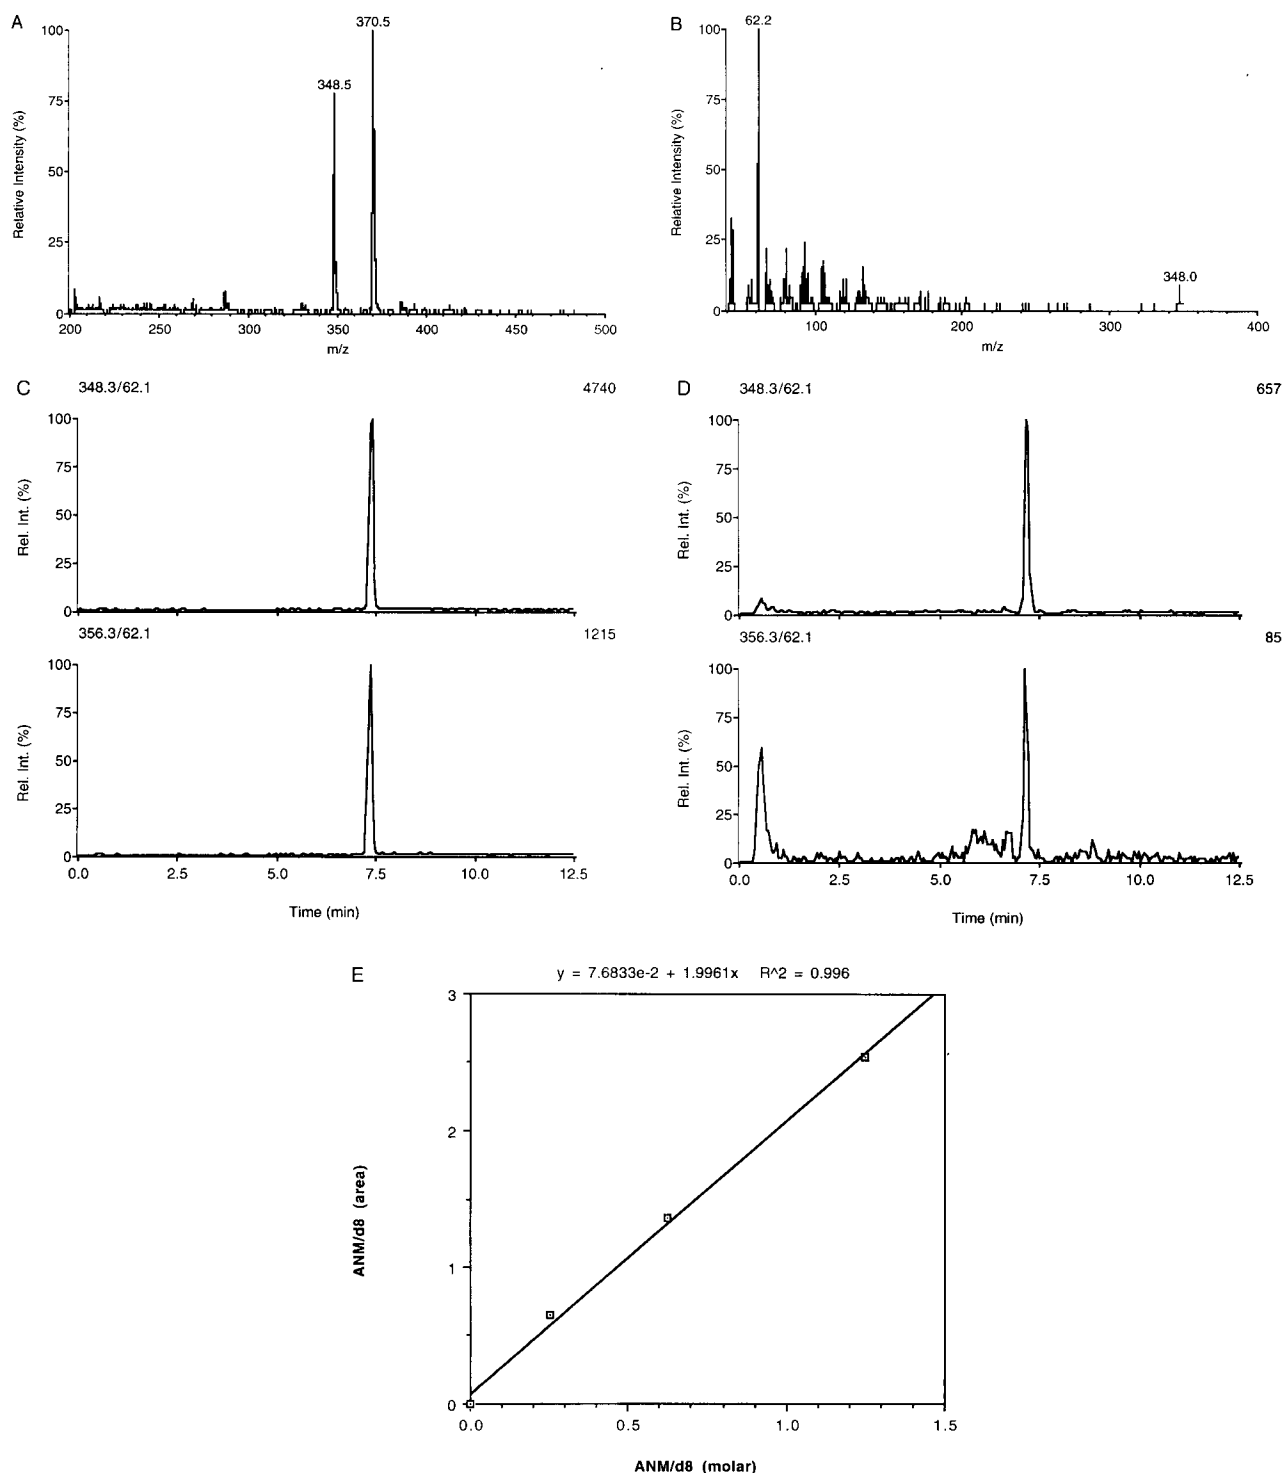 A
370.5
348.5
100
75
50
25
0
Relative Intensity (%)
200 250 300 350 400 450 500
m/z
B
62.2
348.0
100
75
50
25
0
Relative Intensity (%)
100 200 300 400
m/z
C
348.3/62.1 4740
100
75
50
25
0
Rel. Int. (%)
356.3/62.1 1215
100
75
50
25
0
Rel. Int. (%)
0.0 2.5 5.0 7.5 10.0 12.5
Time (min)
D
348.3/62.1 657
100
75
50
25
0
Rel. Int. (%)
356.3/62.1 85
100
75
50
25
0
Rel. Int. (%)
0.0 2.5 5.0 7.5 10.0 12.5
Time (min)
E
y = 7.6833e-2 + 1.9961x R^2 = 0.996
3
2
1
0
ANM/d8 (area)
0.0 0.5 1.0 1.5
ANM/d8 (molar)